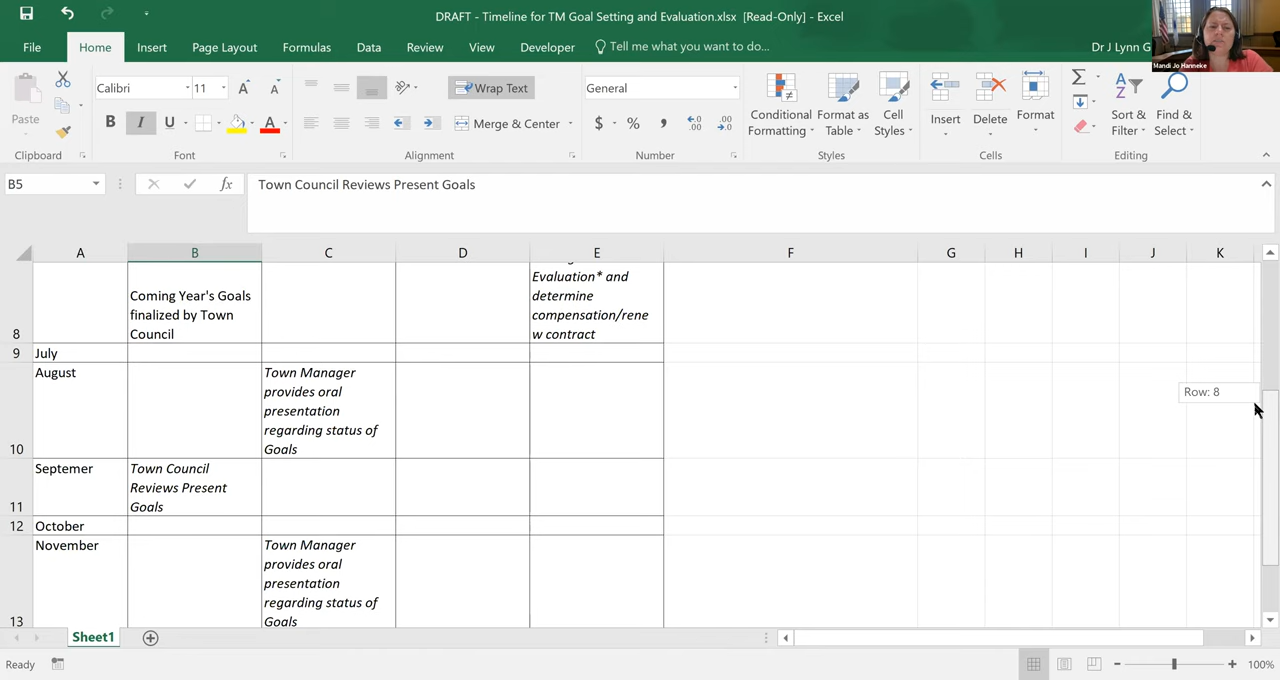 DRAFT - Timeline for TM Goal Setting and Evaluation.xlsx [Read-Only] - Excel
File Home Insert Page Layout Formulas Data Review View Developer Tell me what you want to do... Dr J Lynn G
Mandi Jo Hanneke
Paste
Clipboard
Calibri 11 A A
B I U A
Font
Wrap Text
Merge & Center
Alignment
General
$ % , .0 .00
Number
Conditional Formatting
Format as Table
Cell Styles
Styles
Insert Delete Format
Cells
Sort & Filter
Find & Select
Editing
B5 fx Town Council Reviews Present Goals
A B C D E F G H I J K
8
Coming Year's Goals
finalized by Town
Council
Evaluation* and
determine
compensation/rene
w contract
9 July
10 August
Town Manager
provides oral
presentation
regarding status of
Goals
Row: 8
11 Septemer
Town Council
Reviews Present
Goals
12 October
13 November
Town Manager
provides oral
presentation
regarding status of
Goals
Sheet1
Ready 100%